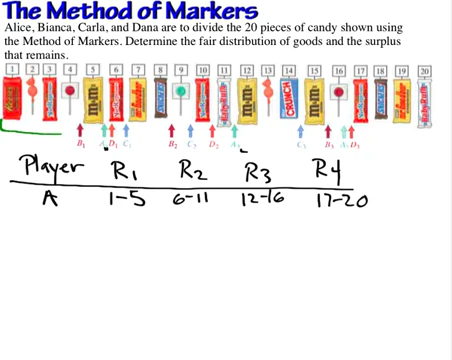 The Method of Markers
Alice, Bianca, Carla, and Dana are to divide the 20 pieces of candy shown using
the Method of Markers. Determine the fair distribution of goods and the surplus
that remains.
1 2 3 4 5 6 7 8 9 10 11 12 13 14 15 16 17 18 19 20
m&m m&m CRUNCH m&m BabyRuth
B1 D1 C1 B2 C2 D2 A2 C3 B3 A3 D3
Player R1 R2 R3 R4
A 1-5 6-11 12-16 17-20